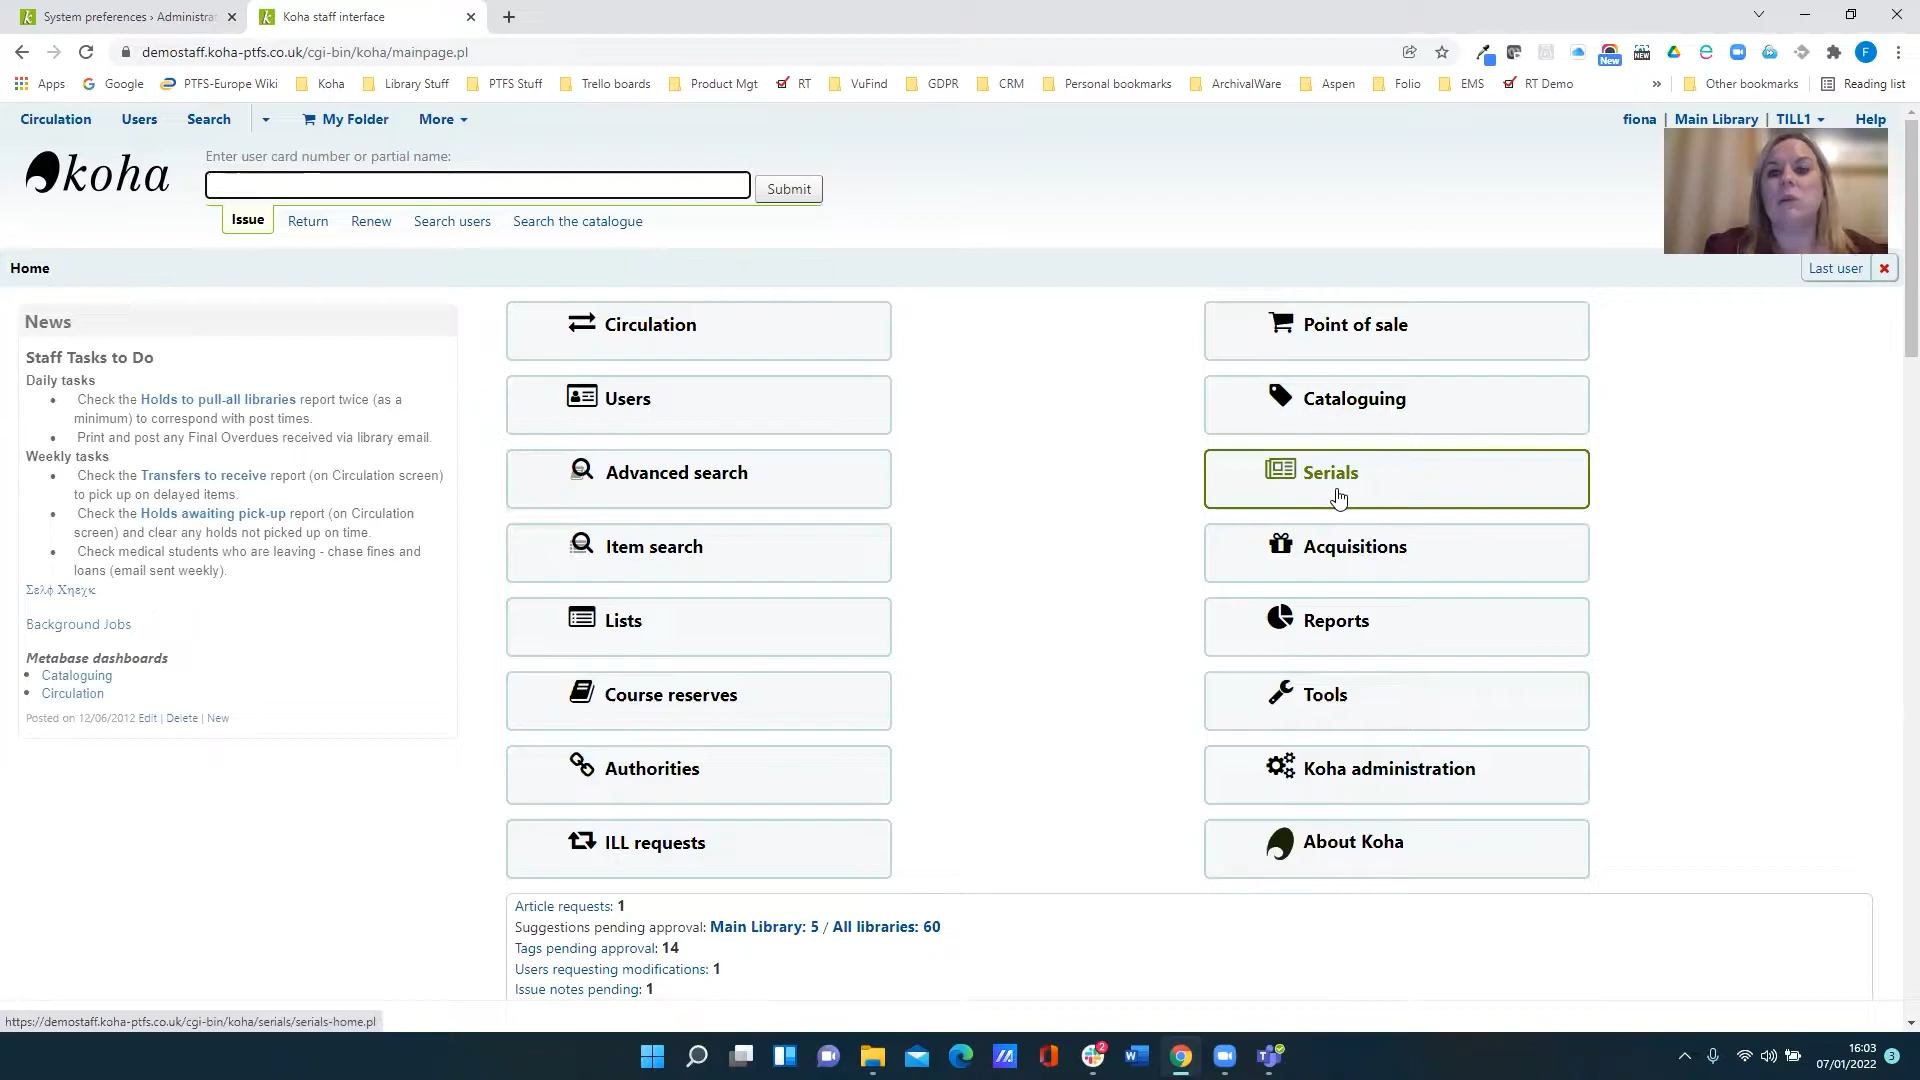 System preferences › Administra
Koha staff interface
demostaff.koha-ptfs.co.uk/cgi-bin/koha/mainpage.pl
New
NEW
F
Apps
Google
PTFS-Europe Wiki
Koha
Library Stuff
PTFS Stuff
Trello boards
Product Mgt
RT
VuFind
GDPR
CRM
Personal bookmarks
ArchivalWare
Aspen
Folio
EMS
RT Demo
»
Other bookmarks
Reading list
Circulation
Users
Search
My Folder
More
fiona | Main Library | TILL1
Help
koha
Enter user card number or partial name:
Submit
Issue
Return
Renew
Search users
Search the catalogue
Home
Last user
News
Staff Tasks to Do
Daily tasks
• Check the Holds to pull-all libraries report twice (as a
minimum) to correspond with post times.
• Print and post any Final Overdues received via library email.
Weekly tasks
• Check the Transfers to receive report (on Circulation screen)
to pick up on delayed items.
• Check the Holds awaiting pick-up report (on Circulation
screen) and clear any holds not picked up on time.
• Check medical students who are leaving - chase fines and
loans (email sent weekly).
Σελφ Χηεχκ
Background Jobs
Metabase dashboards
• Cataloguing
• Circulation
Posted on 12/06/2012 Edit | Delete | New
Circulation
Point of sale
Users
Cataloguing
Advanced search
Serials
Item search
Acquisitions
Lists
Reports
Course reserves
Tools
Authorities
Koha administration
ILL requests
About Koha
Article requests: 1
Suggestions pending approval: Main Library: 5 / All libraries: 60
Tags pending approval: 14
Users requesting modifications: 1
Issue notes pending: 1
https://demostaff.koha-ptfs.co.uk/cgi-bin/koha/serials/serials-home.pl
2
16:03
07/01/2022
3